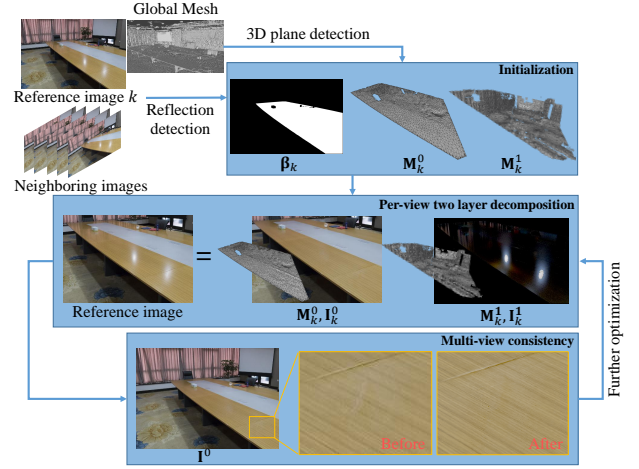 Global Mesh
3D plane detection
Initialization
Reference image k
Reflection
detection
Neighboring images
β_k
M_k^0
M_k^1
Per-view two layer decomposition
=
Reference image
M_k^0, I_k^0
M_k^1, I_k^1
Further optimization
Multi-view consistency
Before
After
I^0